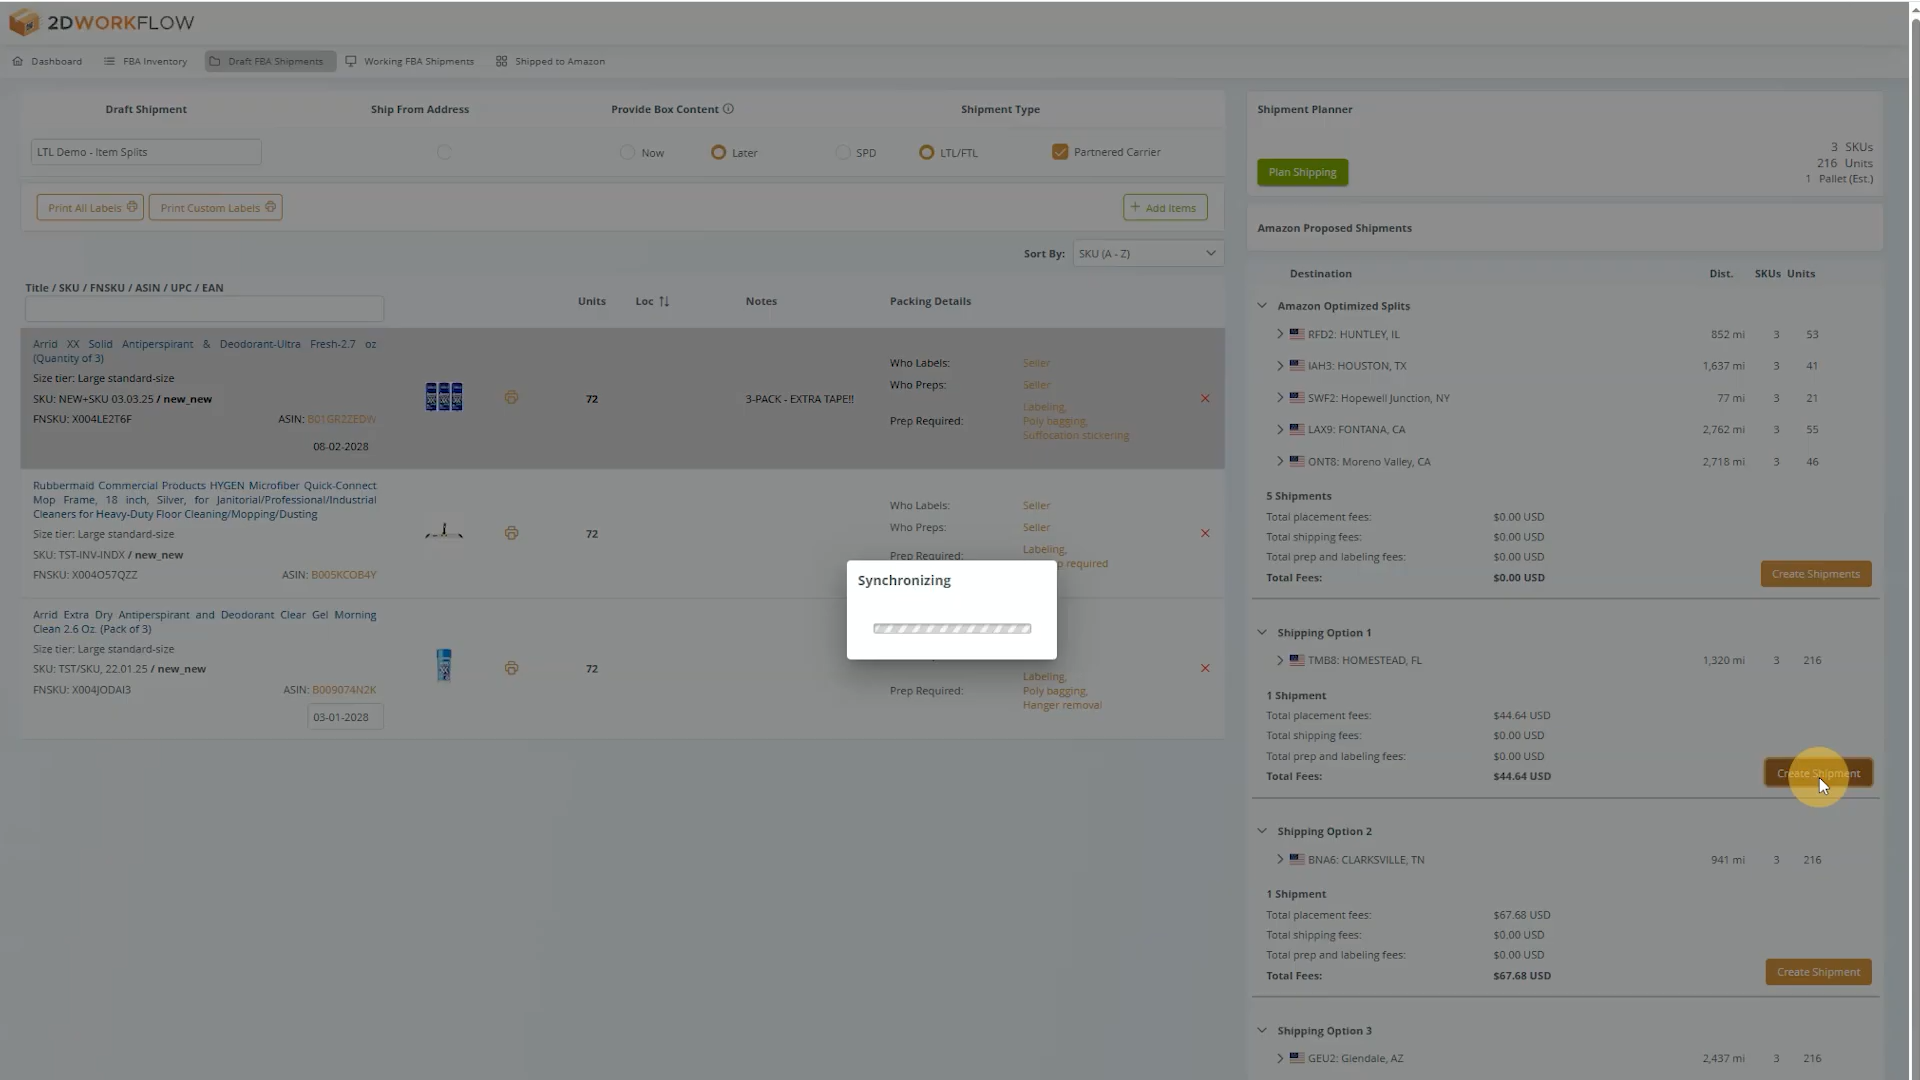 2DWORKFLOW
Dashboard
FBA Inventory
Draft FBA Shipments
Working FBA Shipments
Shipped to Amazon
Draft Shipment
Ship From Address
Provide Box Content
Shipment Type
LTL Demo - Item Splits
Now
Later
SPD
LTL/FTL
Partnered Carrier
Print All Labels
Print Custom Labels
+ Add Items
Sort By:
SKU (A - Z)
Title / SKU / FNSKU / ASIN / UPC / EAN
Units
Loc
Notes
Packing Details
Arrid XX Solid Antiperspirant & Deodorant-Ultra Fresh-2.7 oz
(Quantity of 3)
Size tier: Large standard-size
SKU: NEW+SKU 03.03.25 / new_new
FNSKU: X004LE2T6F
ASIN: B01GR2ZEDW
08-02-2028
72
3-PACK - EXTRA TAPE!!
Who Labels:
Seller
Who Preps:
Seller
Prep Required:
Labeling,
Poly bagging,
Suffocation stickering
Rubbermaid Commercial Products HYGEN Microfiber Quick-Connect
Mop Frame, 18 inch, Silver, for Janitorial/Professional/Industrial
Cleaners for Heavy-Duty Floor Cleaning/Mopping/Dusting
Size tier: Large standard-size
SKU: TST-INV-INDX / new_new
FNSKU: X004O57QZZ
ASIN: B005KCOB4Y
72
Who Labels:
Seller
Who Preps:
Seller
Prep Required:
Labeling,
required
Arrid Extra Dry Antiperspirant and Deodorant Clear Gel Morning
Clean 2.6 Oz. (Pack of 3)
Size tier: Large standard-size
SKU: TST/SKU, 22.01.25 / new_new
FNSKU: X004JODAI3
ASIN: B009074N2K
03-01-2028
72
Prep Required:
Labeling,
Poly bagging,
Hanger removal
Synchronizing
Shipment Planner
3 SKUs
216 Units
1 Pallet (Est.)
Plan Shipping
Amazon Proposed Shipments
Destination
Dist.
SKUs
Units
Amazon Optimized Splits
RFD2: HUNTLEY, IL 852 mi 3 53
IAH3: HOUSTON, TX 1,637 mi 3 41
SWF2: Hopewell Junction, NY 77 mi 3 21
LAX9: FONTANA, CA 2,762 mi 3 55
ONT8: Moreno Valley, CA 2,718 mi 3 46
5 Shipments
Total placement fees: $0.00 USD
Total shipping fees: $0.00 USD
Total prep and labeling fees: $0.00 USD
Total Fees: $0.00 USD
Create Shipments
Shipping Option 1
TMB8: HOMESTEAD, FL 1,320 mi 3 216
1 Shipment
Total placement fees: $44.64 USD
Total shipping fees: $0.00 USD
Total prep and labeling fees: $0.00 USD
Total Fees: $44.64 USD
Create Shipment
Shipping Option 2
BNA6: CLARKSVILLE, TN 941 mi 3 216
1 Shipment
Total placement fees: $67.68 USD
Total shipping fees: $0.00 USD
Total prep and labeling fees: $0.00 USD
Total Fees: $67.68 USD
Create Shipment
Shipping Option 3
GEU2: Glendale, AZ 2,437 mi 3 216